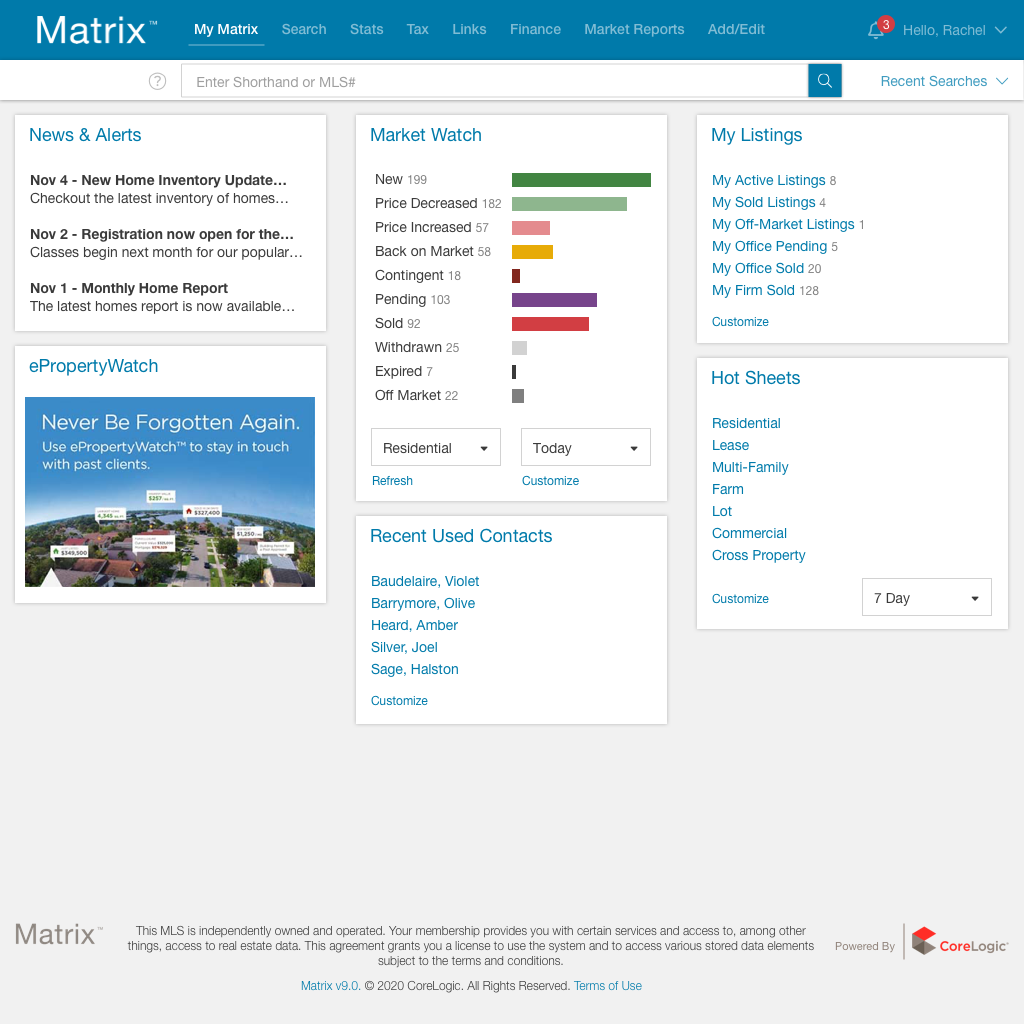 Matrix™
My Matrix Search Stats Tax Links Finance Market Reports Add/Edit
3
Hello, Rachel
?
Enter Shorthand or MLS#
Recent Searches
News & Alerts
Nov 4 - New Home Inventory Update...
Checkout the latest inventory of homes...
Nov 2 - Registration now open for the...
Classes begin next month for our popular...
Nov 1 - Monthly Home Report
The latest homes report is now available...
ePropertyWatch
Never Be Forgotten Again.
Use ePropertyWatch™ to stay in touch
with past clients.
$257
4,345
$327,400
$1,250
$349,500
Market Watch
New 199
Price Decreased 182
Price Increased 57
Back on Market 58
Contingent 18
Pending 103
Sold 92
Withdrawn 25
Expired 7
Off Market 22
Residential
Today
Refresh
Customize
Recent Used Contacts
Baudelaire, Violet
Barrymore, Olive
Heard, Amber
Silver, Joel
Sage, Halston
Customize
My Listings
My Active Listings 8
My Sold Listings 4
My Off-Market Listings 1
My Office Pending 5
My Office Sold 20
My Firm Sold 128
Customize
Hot Sheets
Residential
Lease
Multi-Family
Farm
Lot
Commercial
Cross Property
Customize
7 Day
Matrix™
This MLS is independently owned and operated. Your membership provides you with certain services and access to, among other
things, access to real estate data. This agreement grants you a license to use the system and to access various stored data elements
subject to the terms and conditions.
Matrix v9.0. © 2020 CoreLogic. All Rights Reserved. Terms of Use
Powered By
CoreLogic